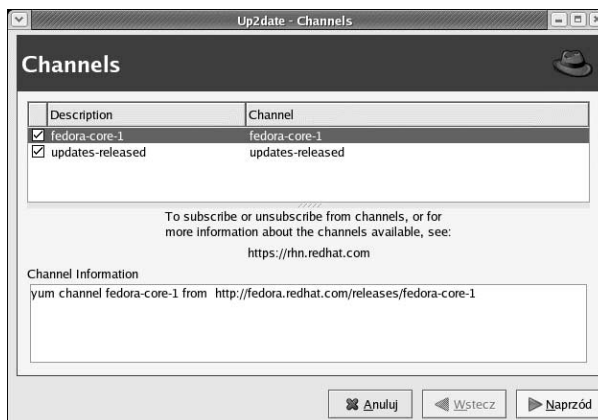 Up2date - Channels
Channels
Description Channel
fedora-core-1 fedora-core-1
updates-released updates-released
To subscribe or unsubscribe from channels, or for
more information about the channels available, see:
https://rhn.redhat.com
Channel Information
yum channel fedora-core-1 from http://fedora.redhat.com/releases/fedora-core-1
Anuluj Wstecz Naprzód